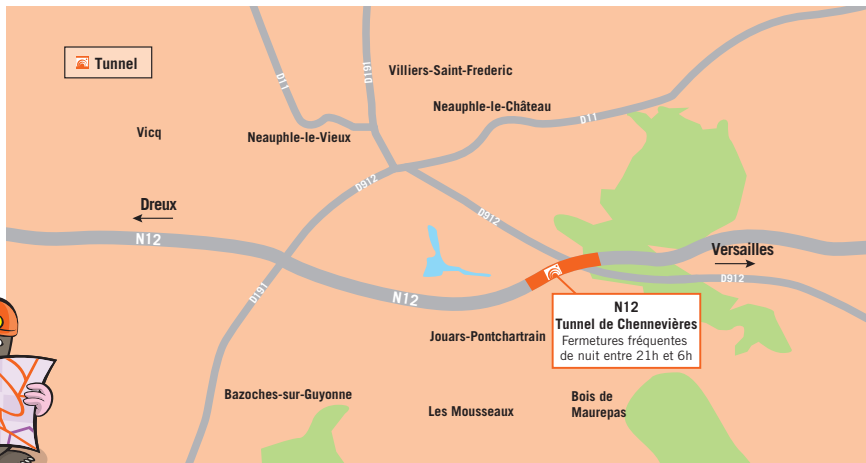 Tunnel
Villiers-Saint-Frederic
Neauphle-le-Château
D11
D191
D11
Vicq
Neauphle-le-Vieux
D912
Dreux
D912
N12
Versailles
D912
D191
N12
N12
Tunnel de Chennevières
Fermetures fréquentes
de nuit entre 21h et 6h
Jouars-Pontchartrain
Bazoches-sur-Guyonne
Les Mousseaux
Bois de
Maurepas